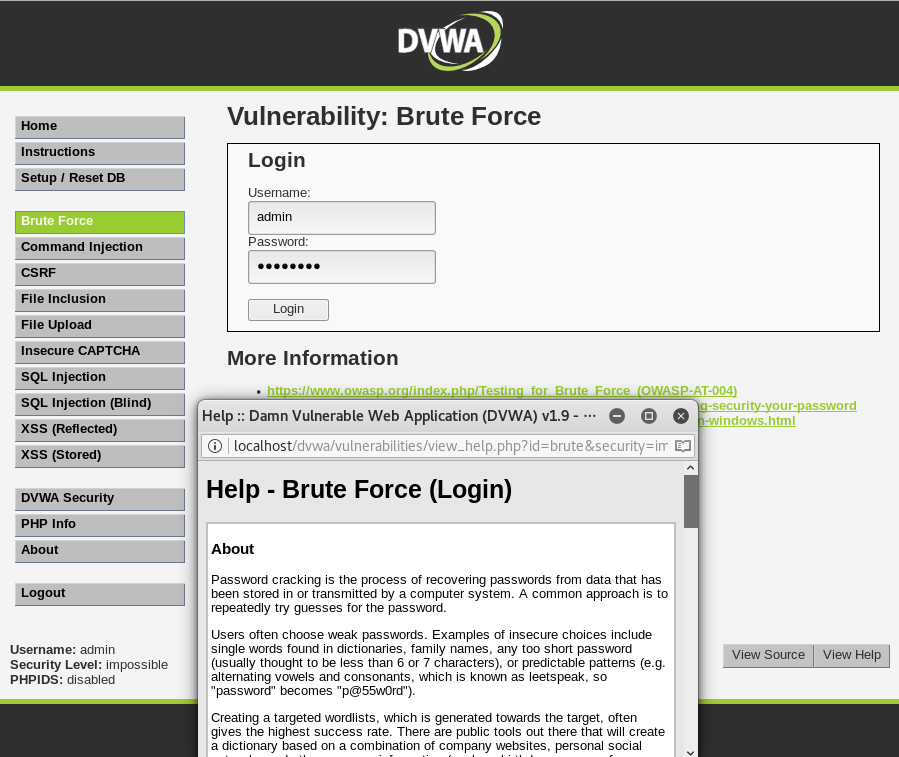 DVWA
Vulnerability: Brute Force
Home
Instructions
Setup / Reset DB
Brute Force
Command Injection
CSRF
File Inclusion
File Upload
Insecure CAPTCHA
SQL Injection
SQL Injection (Blind)
XSS (Reflected)
XSS (Stored)
DVWA Security
PHP Info
About
Logout
Username: admin
Security Level: impossible
PHPIDS: disabled
Login
Username:
admin
Password:
●●●●●●●●
Login
More Information
• https://www.owasp.org/index.php/Testing_for_Brute_Force_(OWASP-AT-004)
-security-your-password
-windows.html
Help :: Damn Vulnerable Web Application (DVWA) v1.9 - ···
localhost/dvwa/vulnerabilities/view_help.php?id=brute&security=im
Help - Brute Force (Login)
About
Password cracking is the process of recovering passwords from data that has
been stored in or transmitted by a computer system. A common approach is to
repeatedly try guesses for the password.
Users often choose weak passwords. Examples of insecure choices include
single words found in dictionaries, family names, any too short password
(usually thought to be less than 6 or 7 characters), or predictable patterns (e.g.
alternating vowels and consonants, which is known as leetspeak, so
"password" becomes "p@55w0rd").
Creating a targeted wordlists, which is generated towards the target, often
gives the highest success rate. There are public tools out there that will create
a dictionary based on a combination of company websites, personal social
View Source
View Help